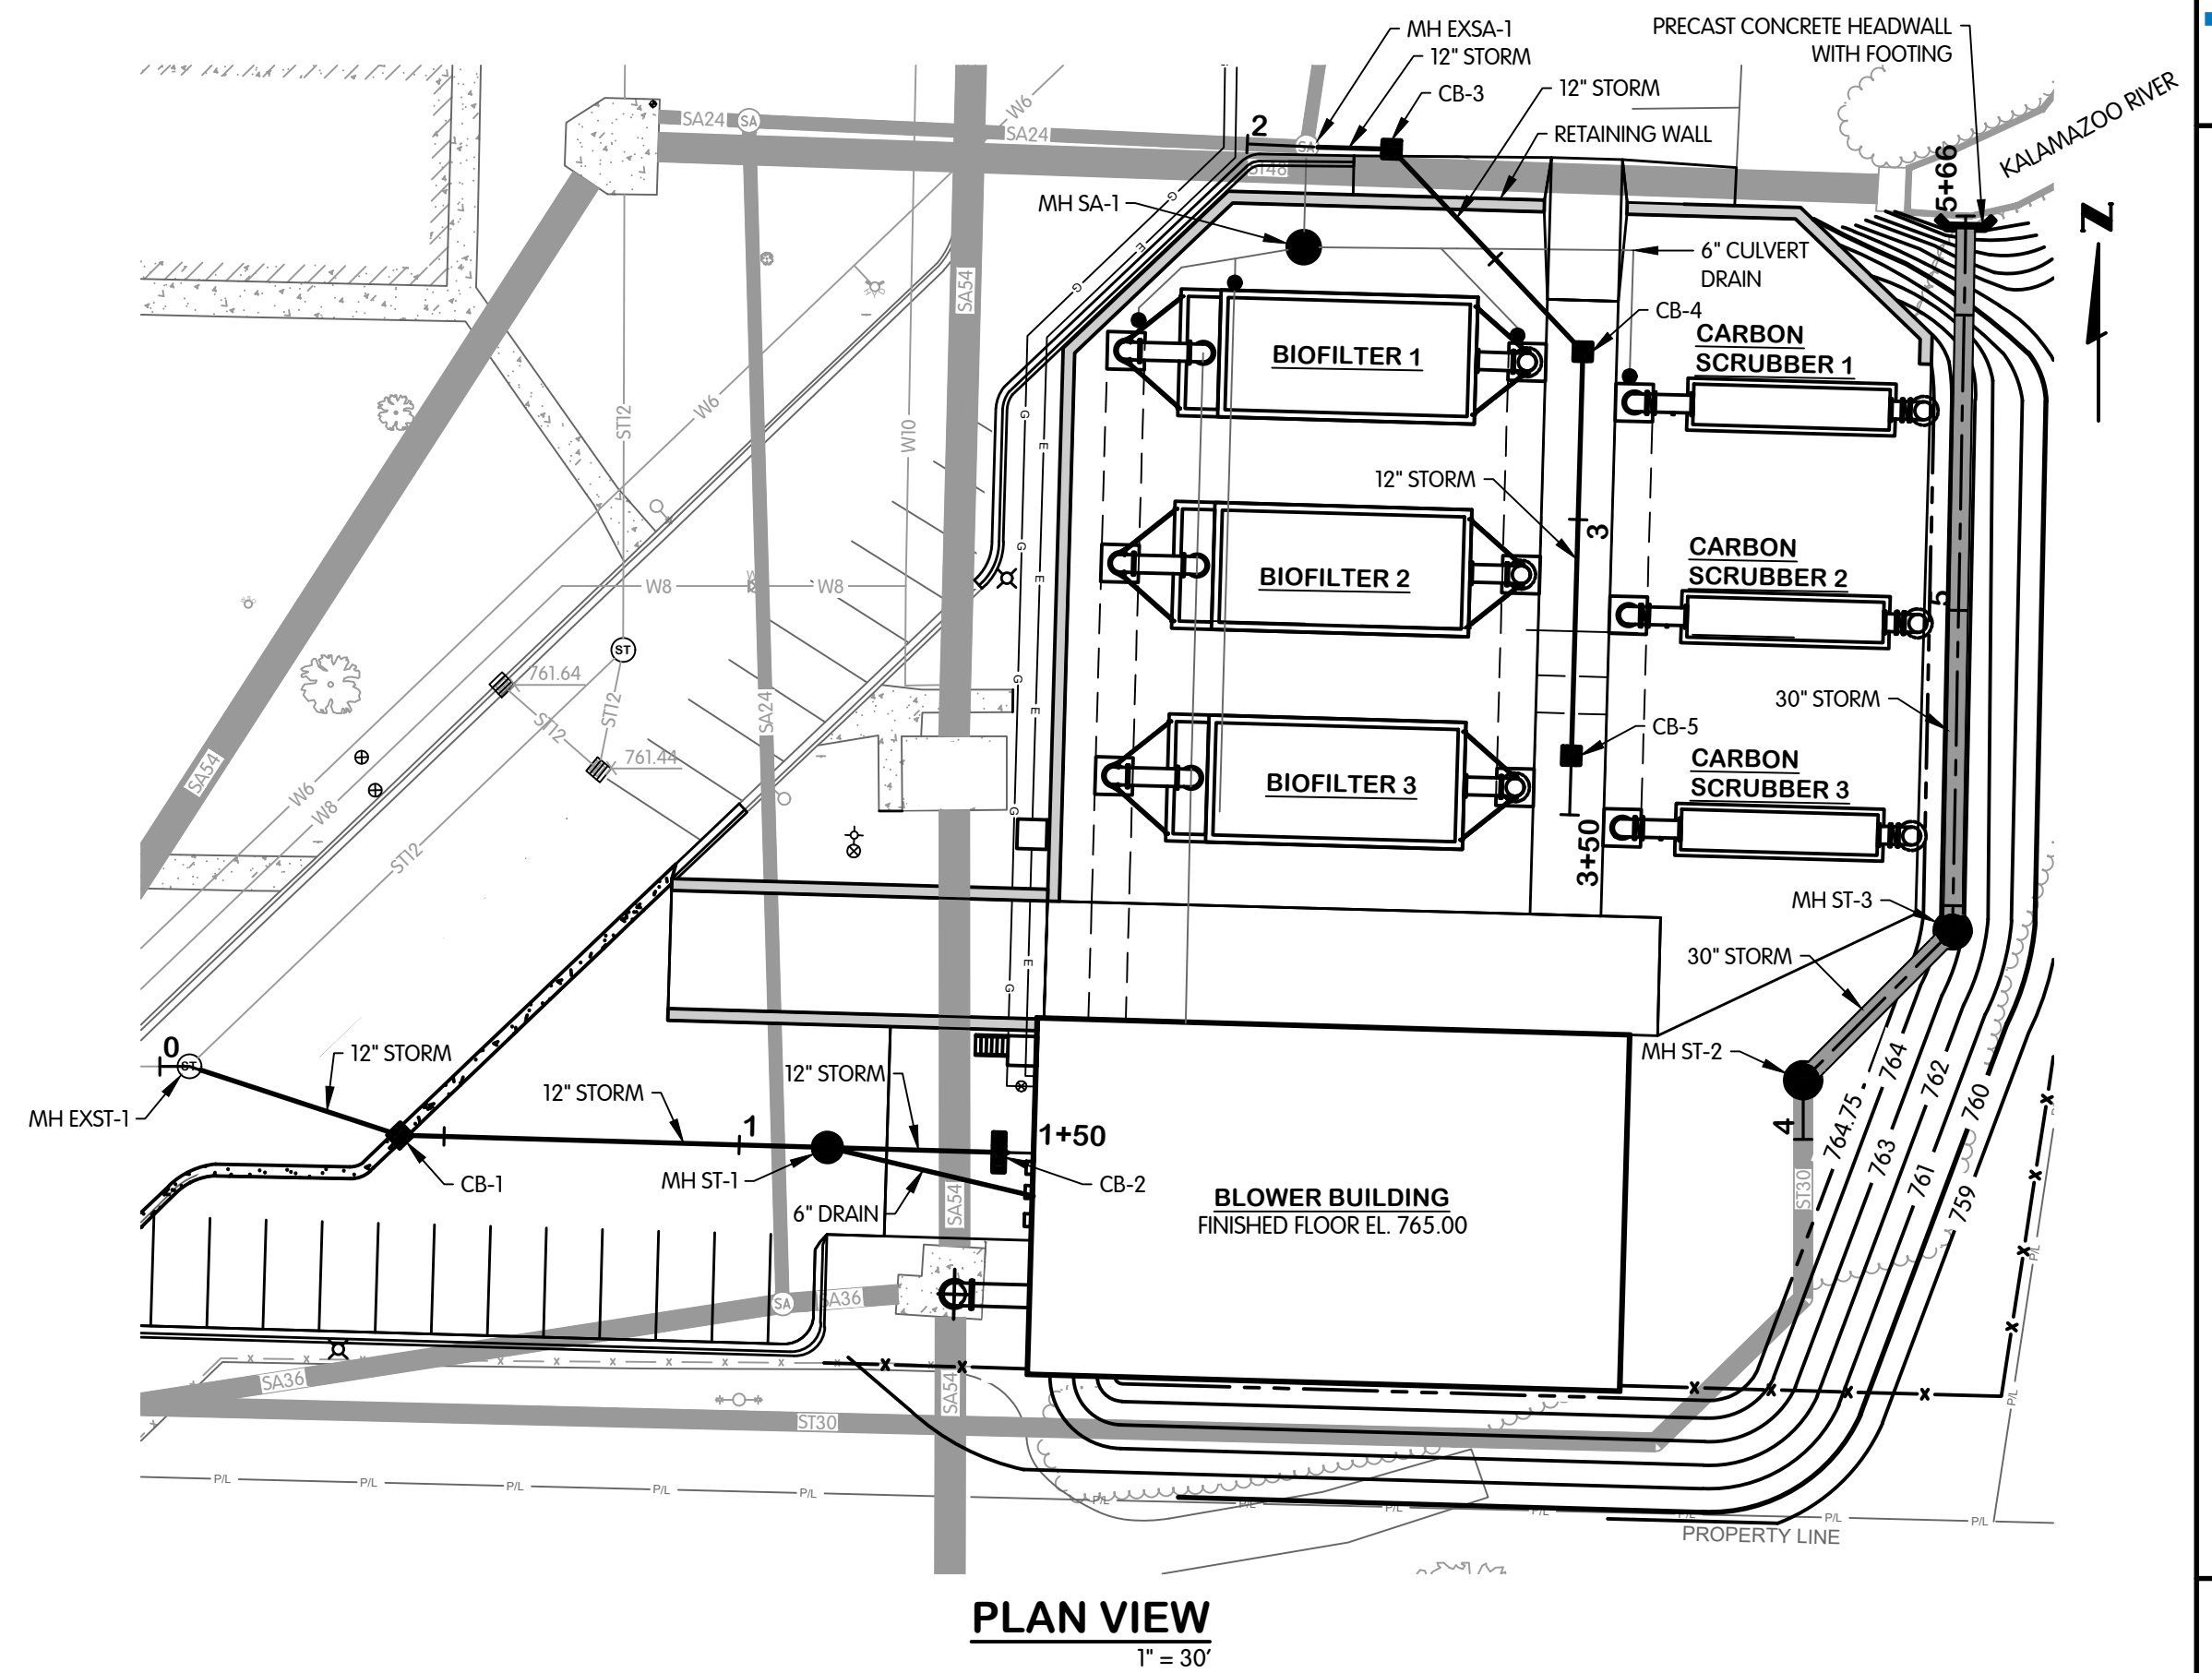 MH EXSA-1
12" STORM
CB-3
12" STORM
RETAINING WALL
PRECAST CONCRETE HEADWALL
WITH FOOTING
KALAMAZOO RIVER
5+66
N
SA24
SA
SA24
W6
2
SA
ST48
MH SA-1
6" CULVERT
DRAIN
SA54
G
E
G
CB-4
CARBON
SCRUBBER 1
BIOFILTER 1
ST12
W6
W10
G
E
12" STORM
3
CARBON
SCRUBBER 2
BIOFILTER 2
5
W8
W8
G
E
ST
761.64
ST12
ST12
SA24
G
E
30" STORM
CB-5
761.44
CARBON
SCRUBBER 3
BIOFILTER 3
SA54
W6
W8
G
ST12
3+50
MH ST-3
30" STORM
E
G
0
ST
12" STORM
12" STORM
12" STORM
1
1+50
MH EXST-1
MH ST-2
4
764.75
764
763
762
761
760
759
CB-1
MH ST-1
CB-2
6" DRAIN
SA54
ST30
BLOWER BUILDING
FINISHED FLOOR EL. 765.00
P/L
SA
SA36
SA36
SA54
ST30
P/L
P/L
P/L
P/L
P/L
P/L
P/L
P/L
P/L
P/L
P/L
P/L
P/L
PROPERTY LINE
PLAN VIEW
1" = 30'